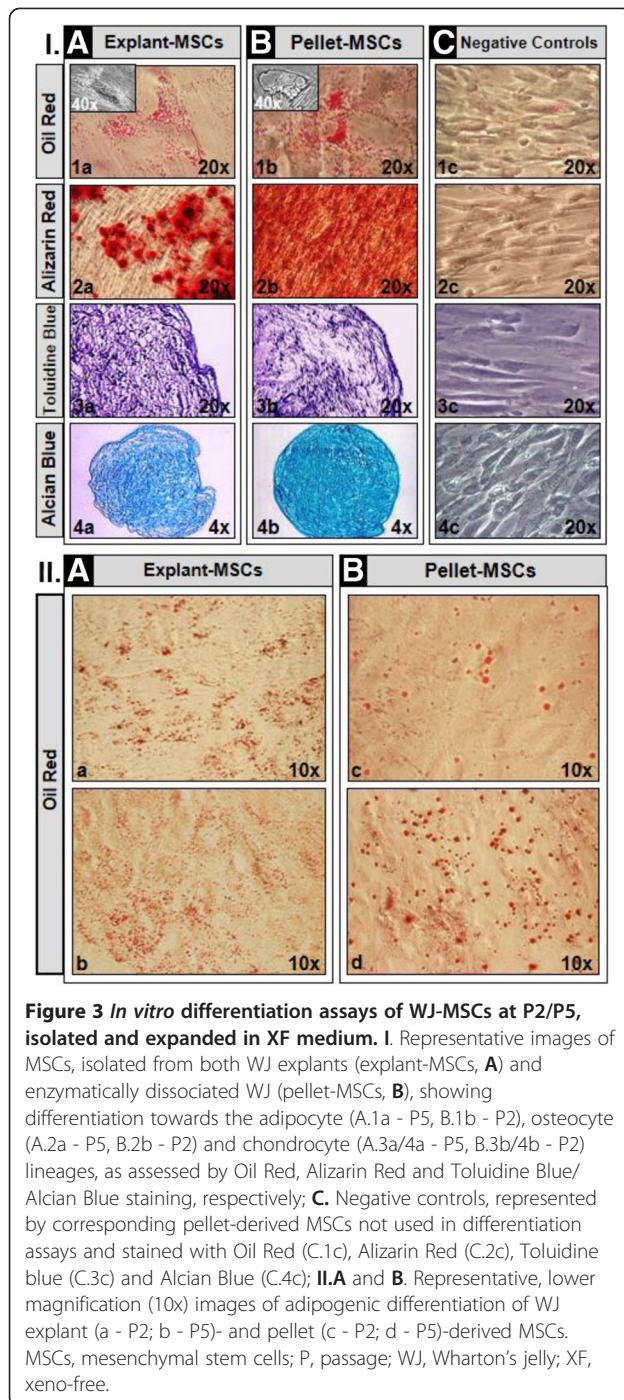 I. A Explant-MSCs B Pellet-MSCs C Negative Controls
Oil Red
40x
1a 20x
40x
1b 20x
1c 20x
Alizarin Red
2a 20x
2b 20x
2c 20x
Toluidine Blue
3a 20x
3b 20x
3c 20x
Alcian Blue
4a 4x
4b 4x
4c 20x
II. A Explant-MSCs B Pellet-MSCs
Oil Red
a 10x
c 10x
b 10x
d 10x
Figure 3 In vitro differentiation assays of WJ-MSCs at P2/P5,
isolated and expanded in XF medium. I. Representative images of
MSCs, isolated from both WJ explants (explant-MSCs, A) and
enzymatically dissociated WJ (pellet-MSCs, B), showing
differentiation towards the adipocyte (A.1a - P5, B.1b - P2), osteocyte
(A.2a - P5, B.2b - P2) and chondrocyte (A.3a/4a - P5, B.3b/4b - P2)
lineages, as assessed by Oil Red, Alizarin Red and Toluidine Blue/
Alcian Blue staining, respectively; C. Negative controls, represented
by corresponding pellet-derived MSCs not used in differentiation
assays and stained with Oil Red (C.1c), Alizarin Red (C.2c), Toluidine
blue (C.3c) and Alcian Blue (C.4c); II.A and B. Representative, lower
magnification (10x) images of adipogenic differentiation of WJ
explant (a - P2; b - P5)- and pellet (c - P2; d - P5)-derived MSCs.
MSCs, mesenchymal stem cells; P, passage; WJ, Wharton's jelly; XF,
xeno-free.